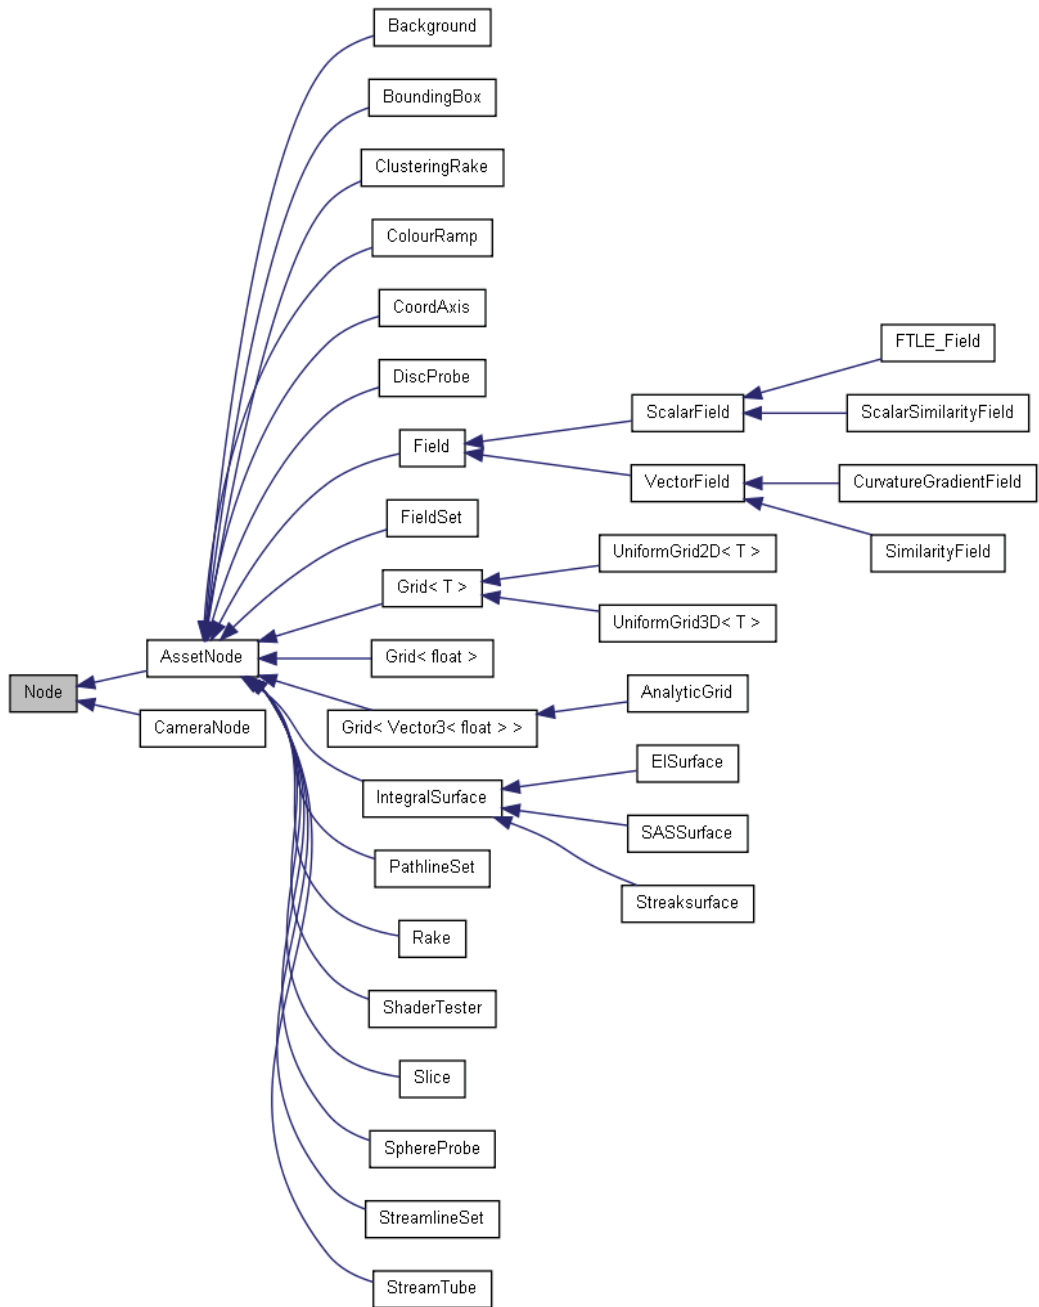 Background
BoundingBox
ClusteringRake
ColourRamp
CoordAxis
FTLE_Field
DiscProbe
ScalarField
ScalarSimilarityField
Field
VectorField
CurvatureGradientField
FieldSet
UniformGrid2D< T >
SimilarityField
Grid< T >
UniformGrid3D< T >
AssetNode
Grid< float >
Node
AnalyticGrid
CameraNode
Grid< Vector3< float > >
EISurface
IntegralSurface
SASSurface
PathlineSet
Streaksurface
Rake
ShaderTester
Slice
SphereProbe
StreamlineSet
StreamTube